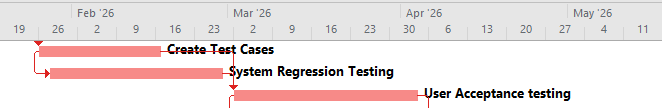 Feb '26 Mar '26 Apr '26 May '26
19 26 2 9 16 23 2 9 16 23 30 6 13 20 27 4 11
Create Test Cases
System Regression Testing
User Acceptance testing